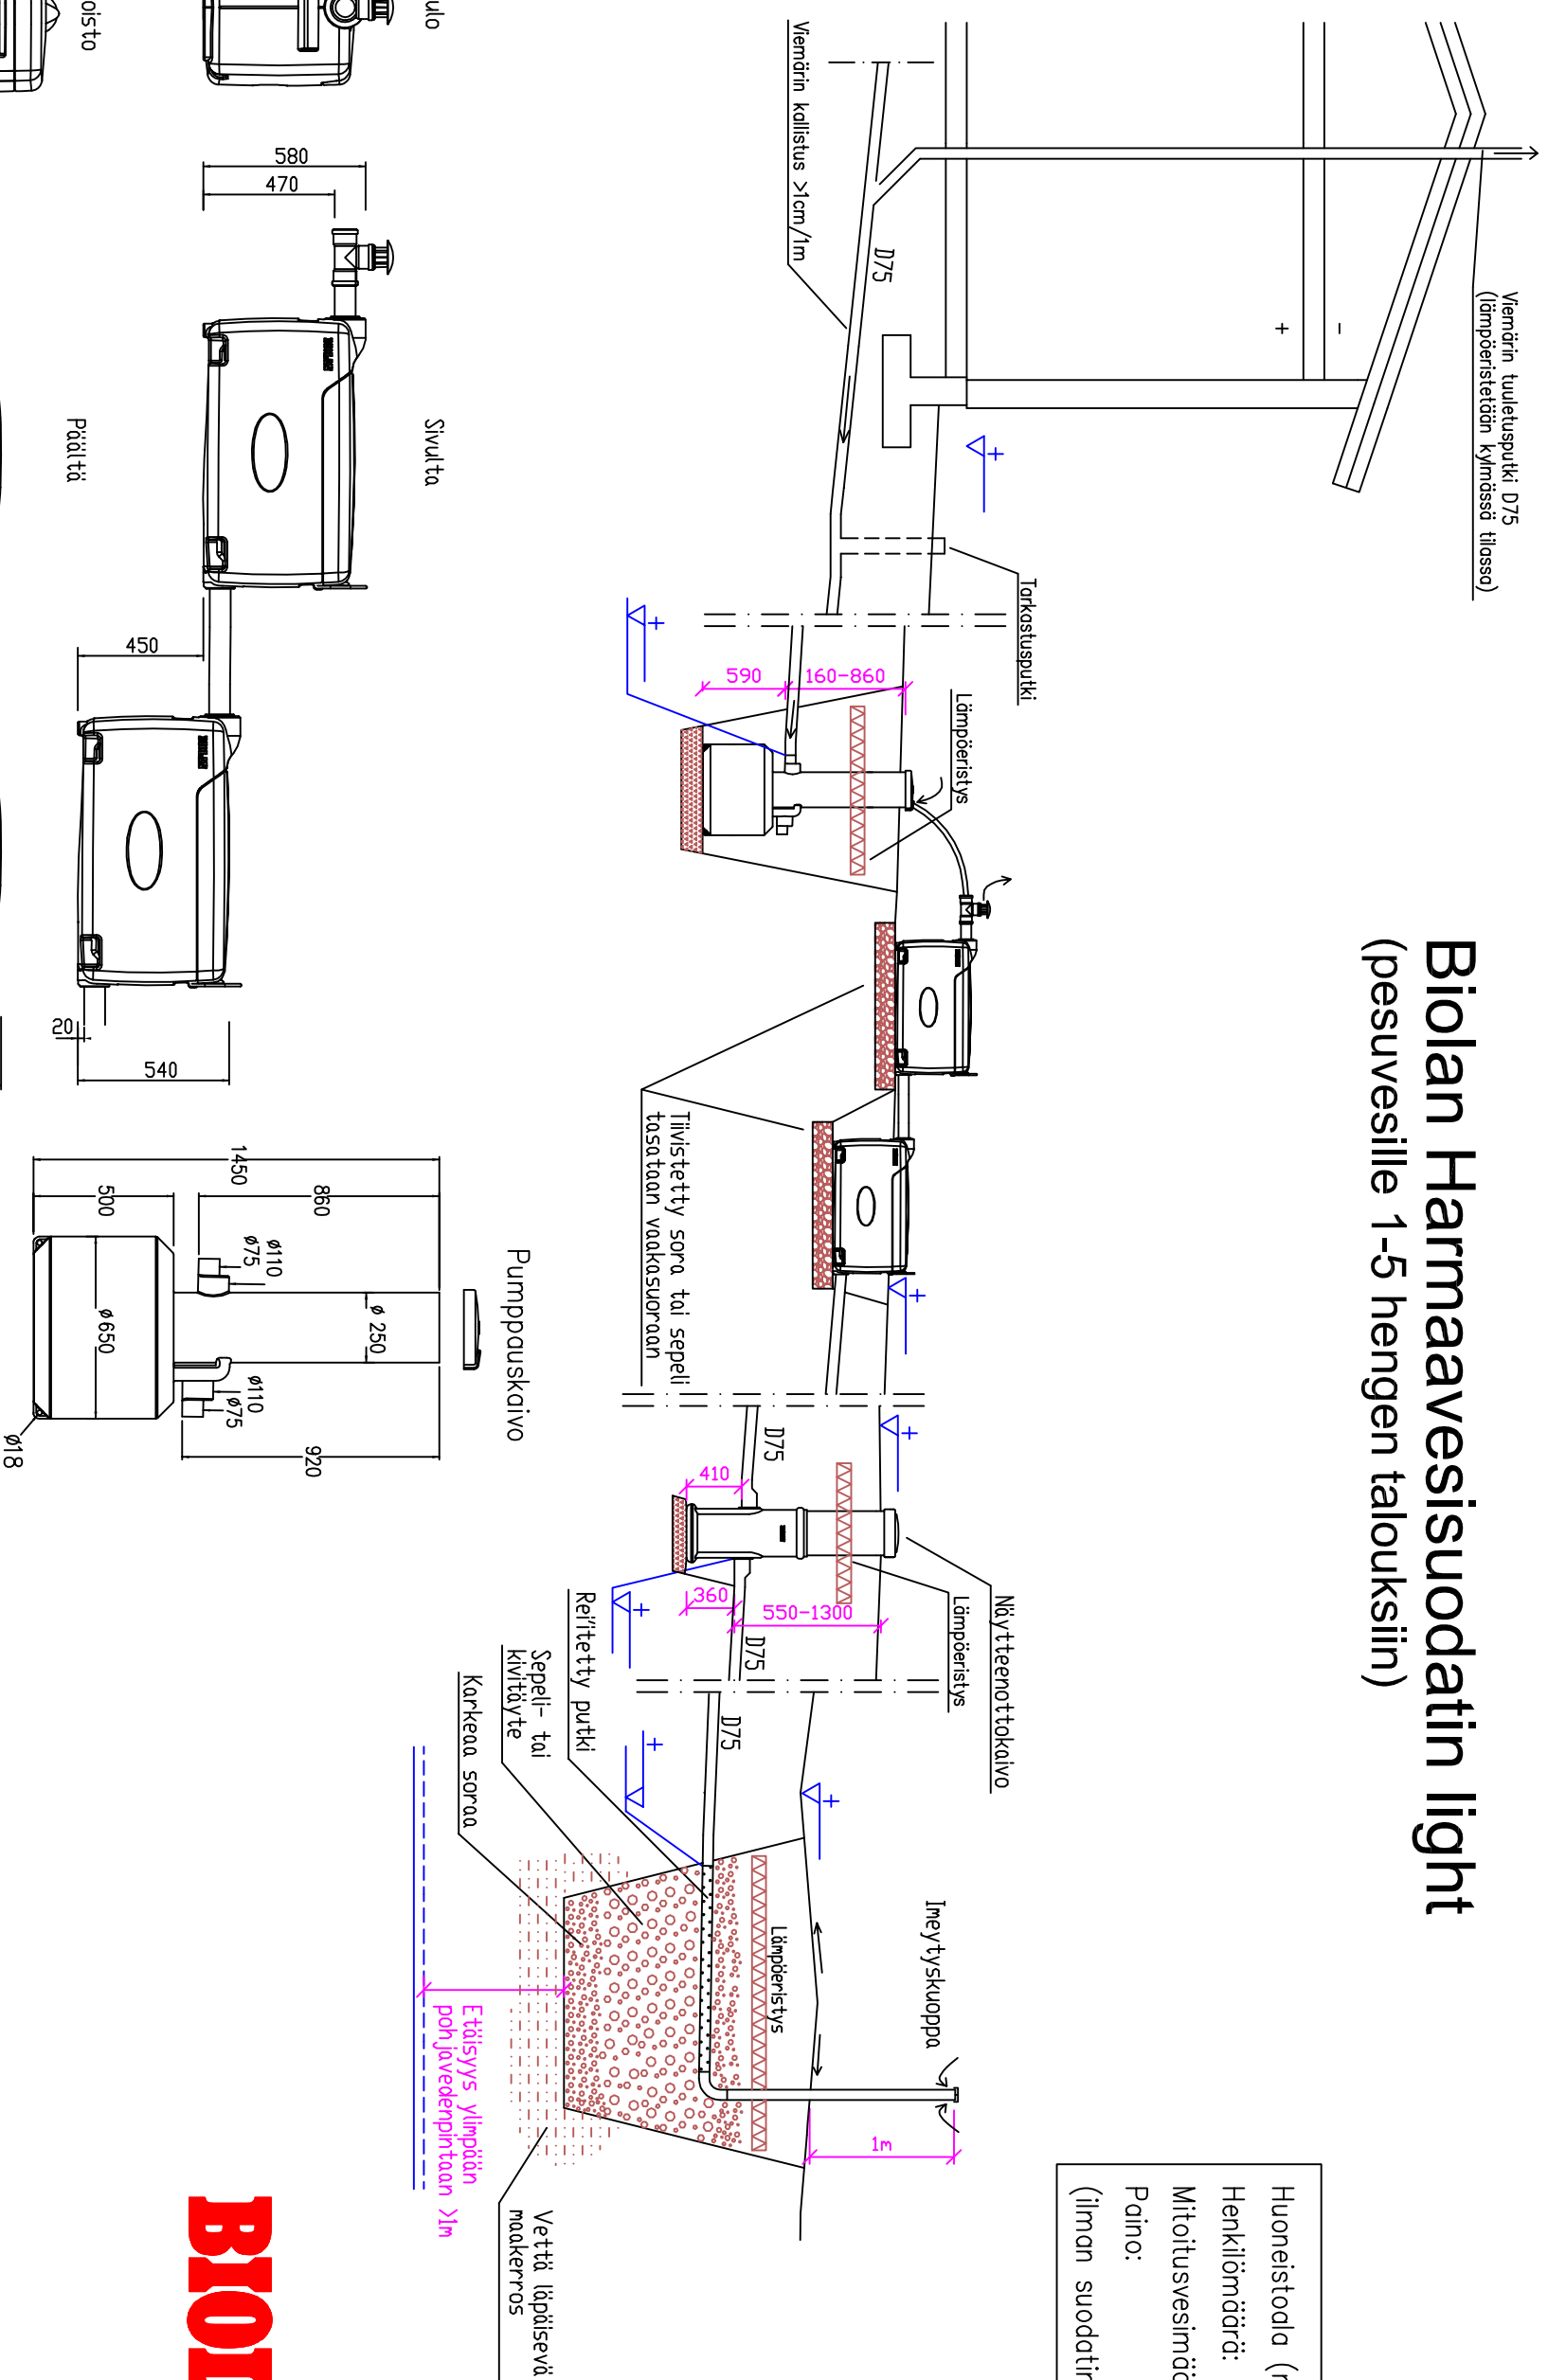 Biolan Harmaavesisuodatin light
(pesuvesille 1-5 hengen talouksiin)
Viemärin tuuletusputki D75
(lämpöeristetään kylmässä tilassa)
-
+
Viemärin kallistus >1cm/1m
D75
+
Tarkastusputki
+
590
160-860
Lämpöeristys
Tiivistetty sora tai sepeli
tasataan vaakasuoraan
+
+
D75
410
Näytteenottokaivo
Lämpöeristys
360
550-1300
+
D75
Rei'itetty putki
Sepeli- tai
kivitäyte
Karkeaa soraa
D75
+
+
Imeytyskuoppa
Lämpöeristys
1m
Etäisyys ylimpään
pohjavedenpintaan >1m
Vettä läpäisevä
maakerros
Huoneistoala
Henkilömäärä:
Paino:
(ilman
580
470
Sivulta
450
Päältä
20
540
Pumppauskaivo
1450
860
500
ø110
ø75
ø650
ø 250
ø110
ø75
920
ø18